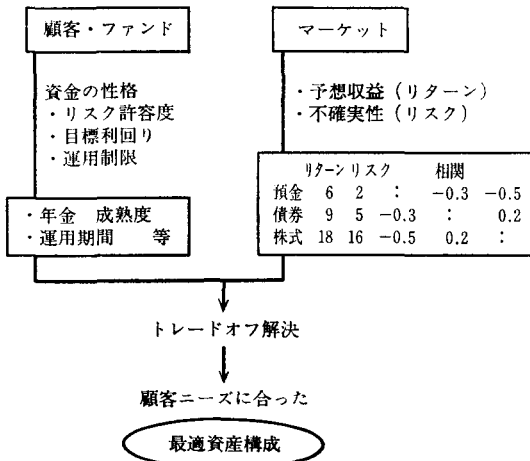 顧客・ファンド
資金の性格
・リスク許容度
・目標利回り
・運用制限
・年金 成熟度
・運用期間 等
マーケット
・予想収益（リターン）
・不確実性（リスク）
リターン リスク 相関
預金 6 2 : -0.3 -0.5
債券 9 5 -0.3 : 0.2
株式 18 16 -0.5 0.2 :
トレードオフ解決
顧客ニーズに合った
最適資産構成